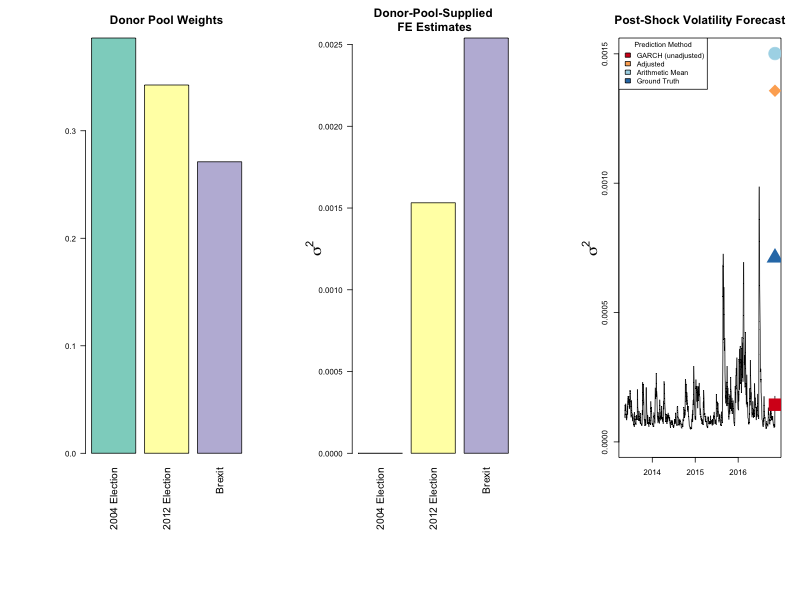 Donor Pool Weights
0.3
0.2
0.1
0.0
2004 Election
2012 Election
Brexit
Donor-Pool-Supplied
FE Estimates
σ2
0.0025
0.0020
0.0015
0.0010
0.0005
0.0000
2004 Election
2012 Election
Brexit
Post-Shock Volatility Forecast
σ2
0.0015
0.0010
0.0005
0.0000
Prediction Method
GARCH (unadjusted)
Adjusted
Arithmetic Mean
Ground Truth
2014
2015
2016